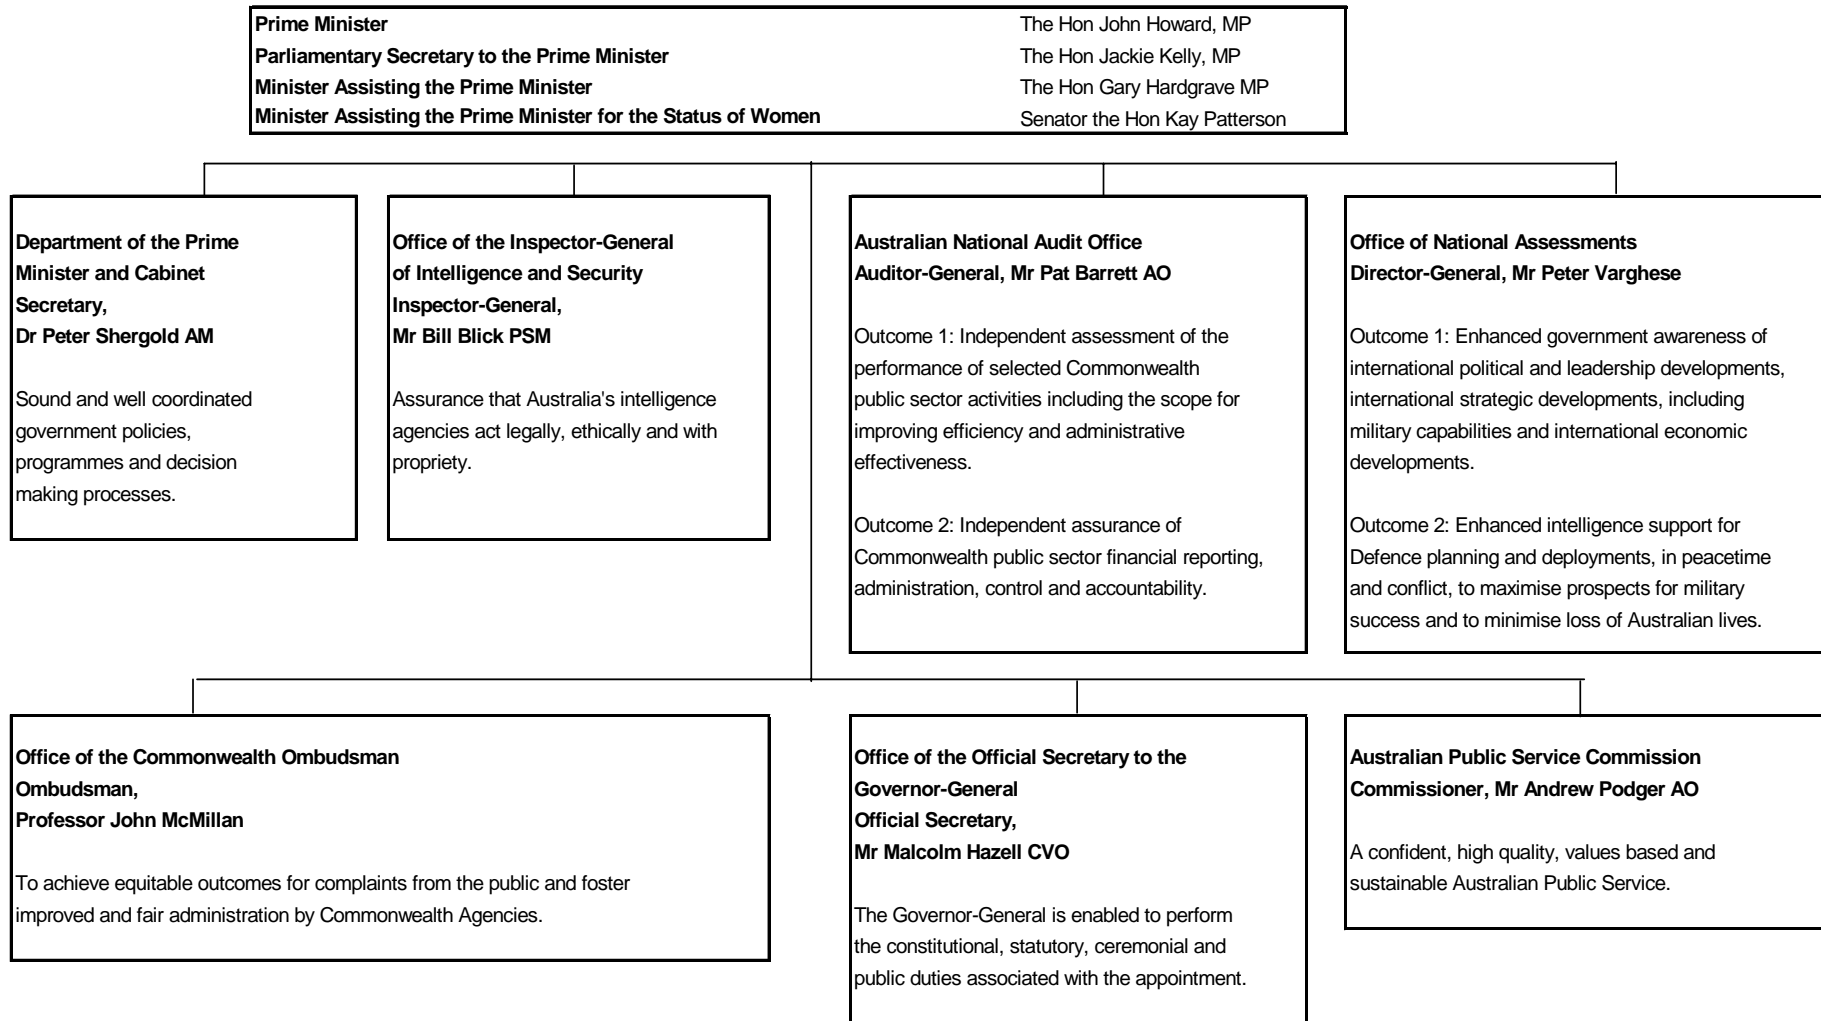 Prime Minister The Hon John Howard, MP
Parliamentary Secretary to the Prime Minister The Hon Jackie Kelly, MP
Minister Assisting the Prime Minister The Hon Gary Hardgrave MP
Minister Assisting the Prime Minister for the Status of Women Senator the Hon Kay Patterson
Department of the Prime
Minister and Cabinet
Secretary,
Dr Peter Shergold AM
Sound and well coordinated
government policies,
programmes and decision
making processes.
Office of the Inspector-General
of Intelligence and Security
Inspector-General,
Mr Bill Blick PSM
Assurance that Australia's intelligence
agencies act legally, ethically and with
propriety.
Australian National Audit Office
Auditor-General, Mr Pat Barrett AO
Outcome 1: Independent assessment of the
performance of selected Commonwealth
public sector activities including the scope for
improving efficiency and administrative
effectiveness.
Outcome 2: Independent assurance of
Commonwealth public sector financial reporting,
administration, control and accountability.
Office of National Assessments
Director-General, Mr Peter Varghese
Outcome 1: Enhanced government awareness of
international political and leadership developments,
international strategic developments, including
military capabilities and international economic
developments.
Outcome 2: Enhanced intelligence support for
Defence planning and deployments, in peacetime
and conflict, to maximise prospects for military
success and to minimise loss of Australian lives.
Office of the Commonwealth Ombudsman
Ombudsman,
Professor John McMillan
To achieve equitable outcomes for complaints from the public and foster
improved and fair administration by Commonwealth Agencies.
Office of the Official Secretary to the
Governor-General
Official Secretary,
Mr Malcolm Hazell CVO
The Governor-General is enabled to perform
the constitutional, statutory, ceremonial and
public duties associated with the appointment.
Australian Public Service Commission
Commissioner, Mr Andrew Podger AO
A confident, high quality, values based and
sustainable Australian Public Service.